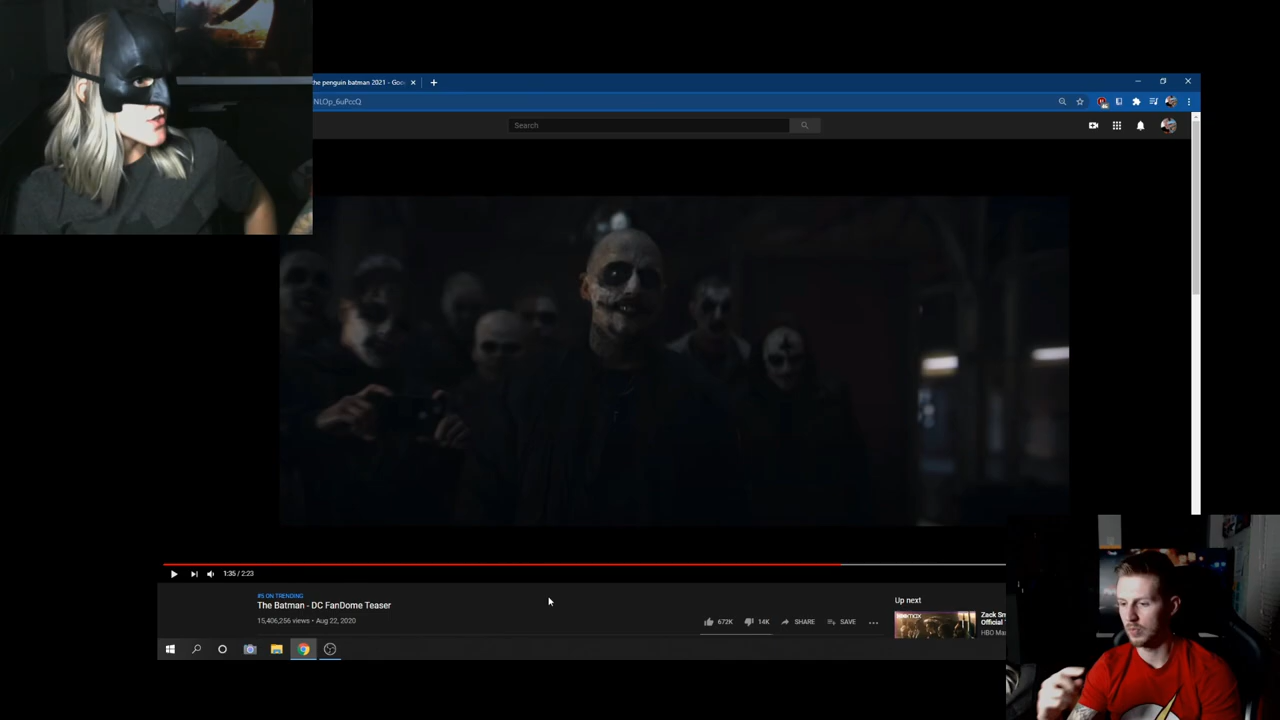 the penguin batman 2021 - Goo
NLOp_6uPccQ
Search
1:35 / 2:23
#5 ON TRENDING
The Batman - DC FanDome Teaser
15,406,256 views • Aug 22, 2020
672K
14K
SHARE
SAVE
Up next
Zack Sn
Official
HBO Max